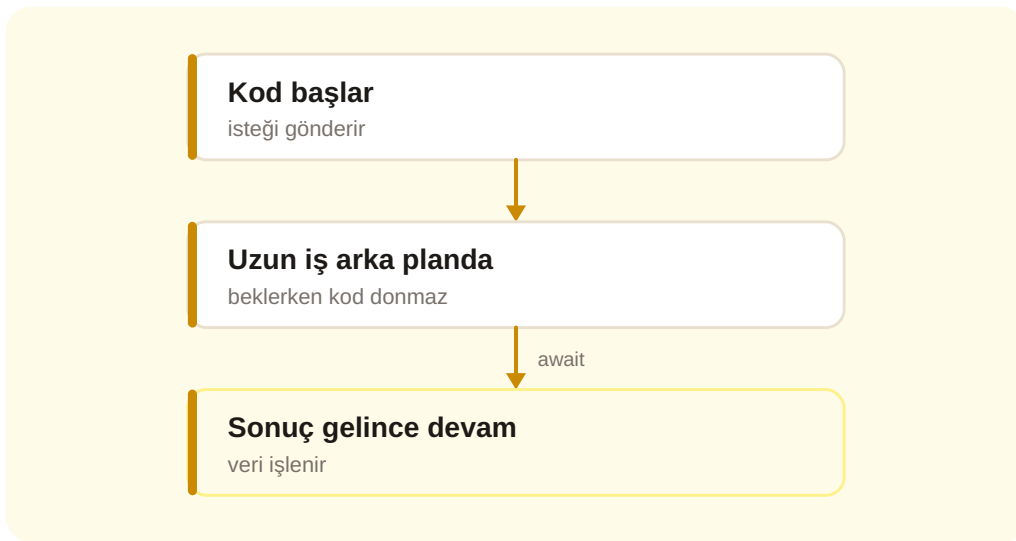 Kod başlar
isteği gönderir
Uzun iş arka planda
beklerken kod donmaz
await
Sonuç gelince devam
veri işlenir